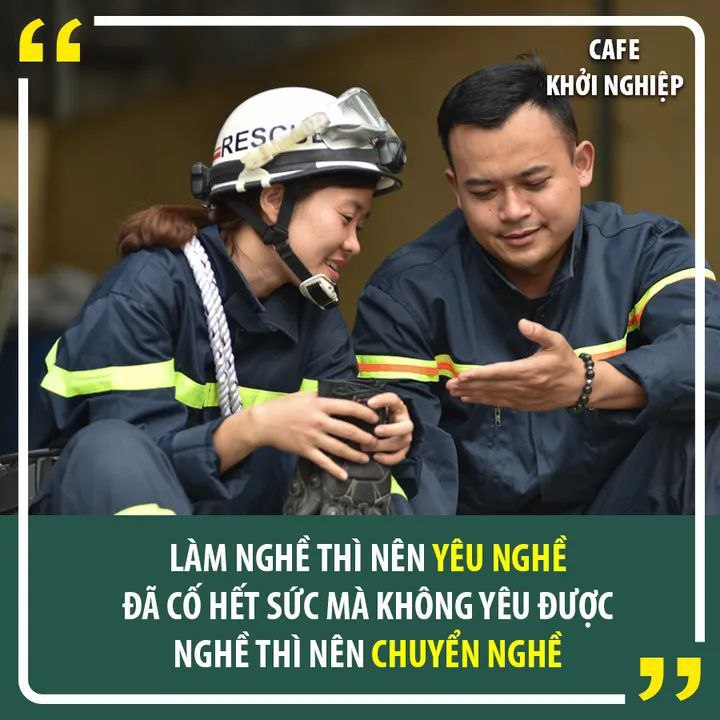 CAFE
KHỞI NGHIỆP
RESCUE
LÀM NGHỀ THÌ NÊN YÊU NGHỀ
ĐÃ CỐ HẾT SỨC MÀ KHÔNG YÊU ĐƯỢC
NGHỀ THÌ NÊN CHUYỂN NGHỀ